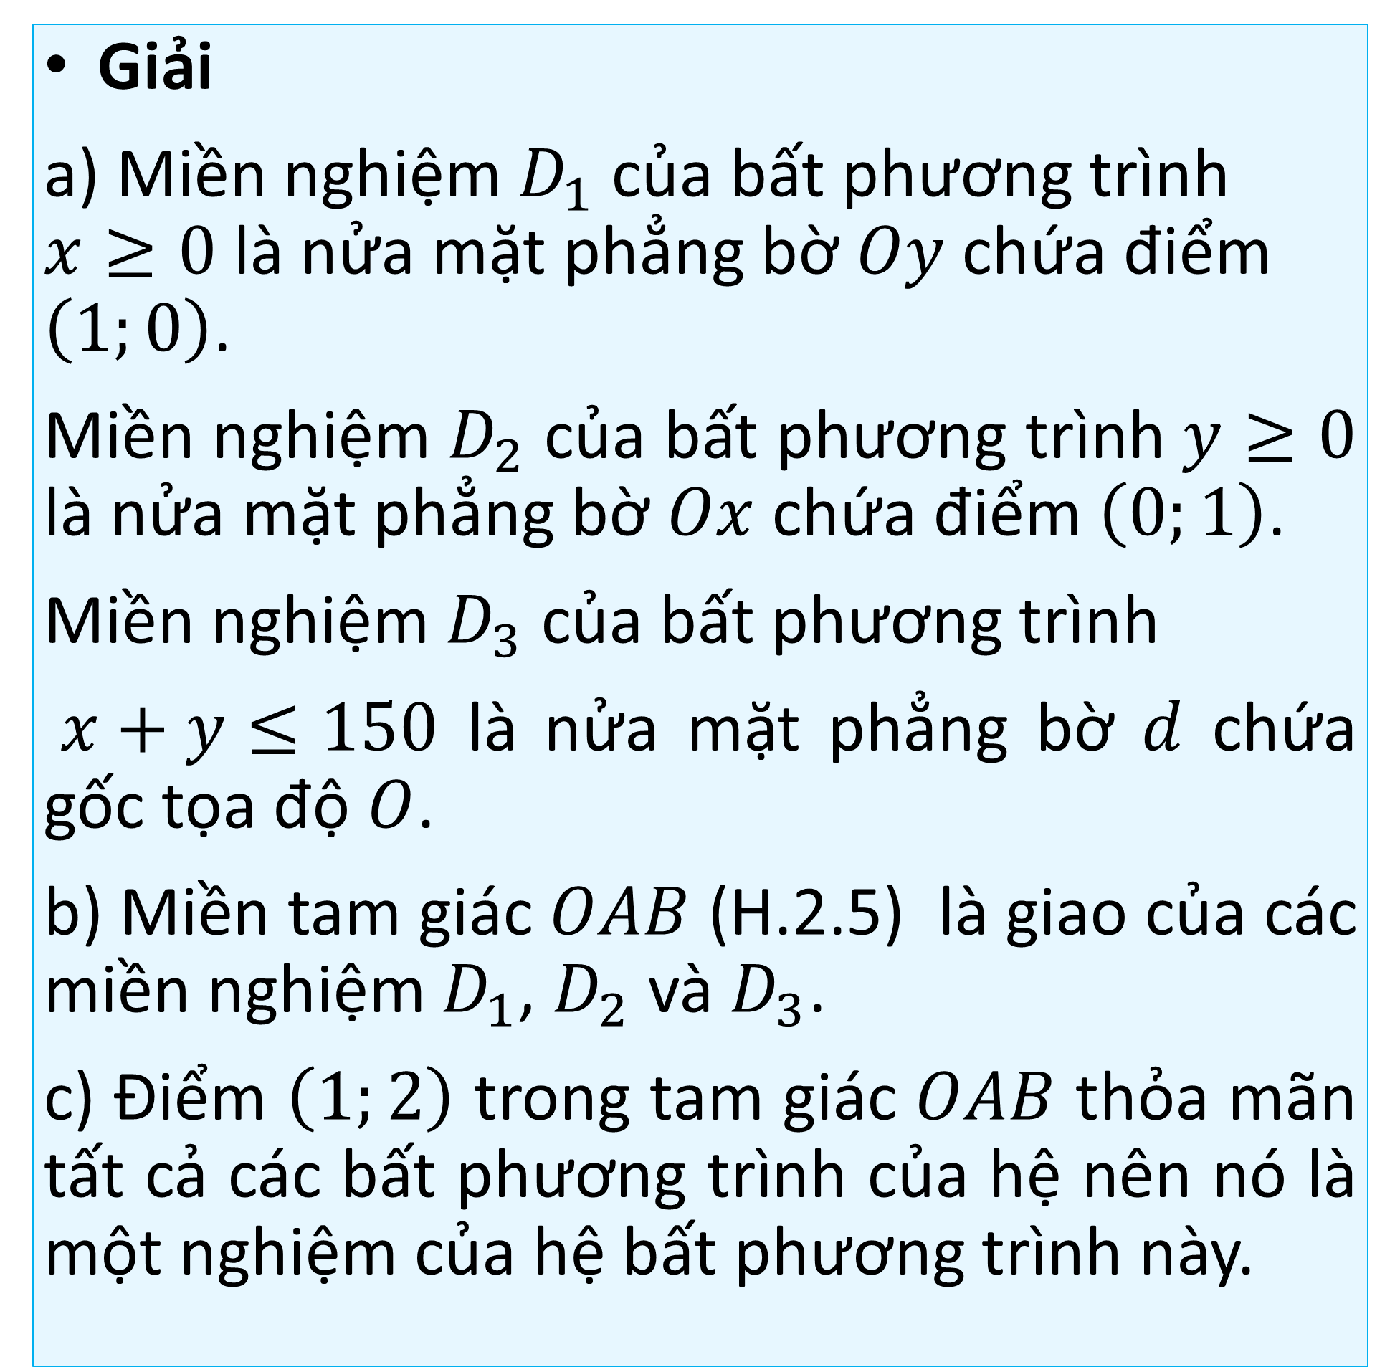 • Giải
a) Miền nghiệm D₁ của bất phương trình
x ≥ 0 là nửa mặt phẳng bờ Oy chứa điểm
(1; 0).
Miền nghiệm D₂ của bất phương trình y ≥ 0
là nửa mặt phẳng bờ Ox chứa điểm (0; 1).
Miền nghiệm D₃ của bất phương trình
x + y ≤ 150 là nửa mặt phẳng bờ d chứa
gốc tọa độ O.
b) Miền tam giác OAB (H.2.5) là giao của các
miền nghiệm D₁, D₂ và D₃.
c) Điểm (1; 2) trong tam giác OAB thỏa mãn
tất cả các bất phương trình của hệ nên nó là
một nghiệm của hệ bất phương trình này.